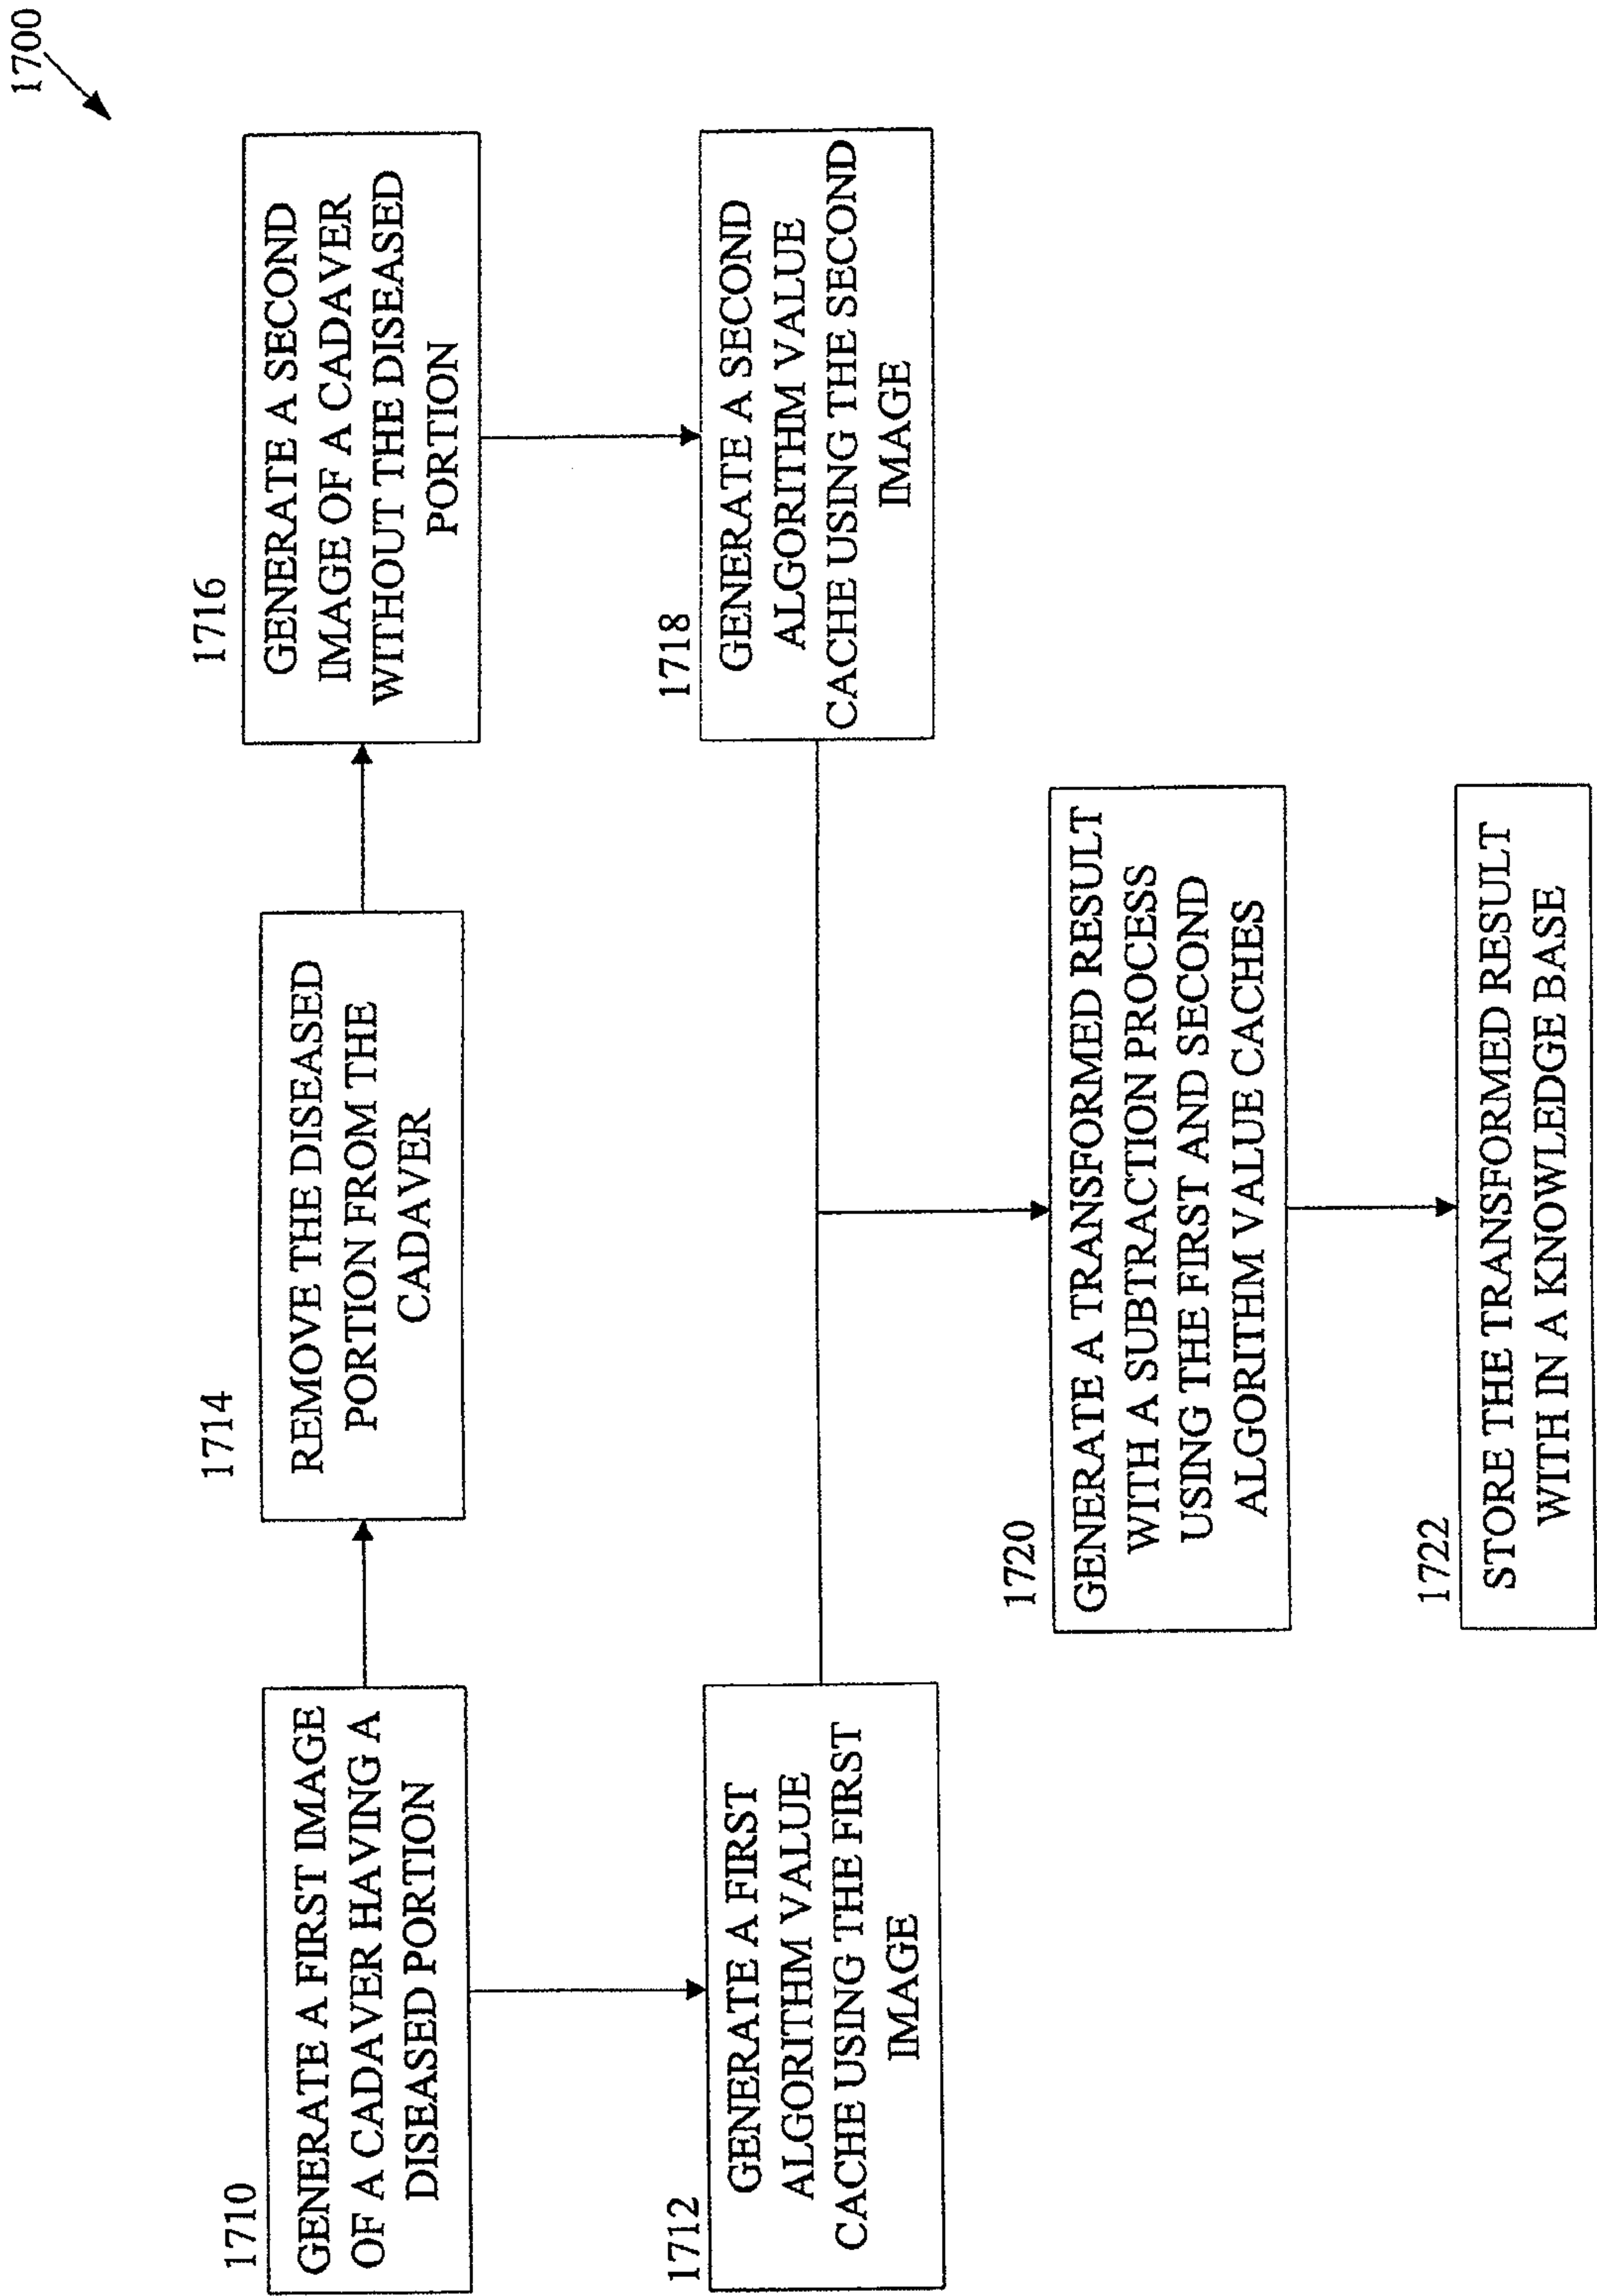 1700
1710
GENERATE A FIRST IMAGE
OF A CADAVER HAVING A
DISEASED PORTION
1714
REMOVE THE DISEASED
PORTION FROM THE
CADAVER
1716
GENERATE A SECOND
IMAGE OF A CADAVER
WITHOUT THE DISEASED
PORTION
1712
GENERATE A FIRST
ALGORITHM VALUE
CACHE USING THE FIRST
IMAGE
1718
GENERATE A SECOND
ALGORITHM VALUE
CACHE USING THE SECOND
IMAGE
1720
GENERATE A TRANSFORMED RESULT
WITH A SUBTRACTION PROCESS
USING THE FIRST AND SECOND
ALGORITHM VALUE CACHES
1722
STORE THE TRANSFORMED RESULT
WITH IN A KNOWLEDGE BASE